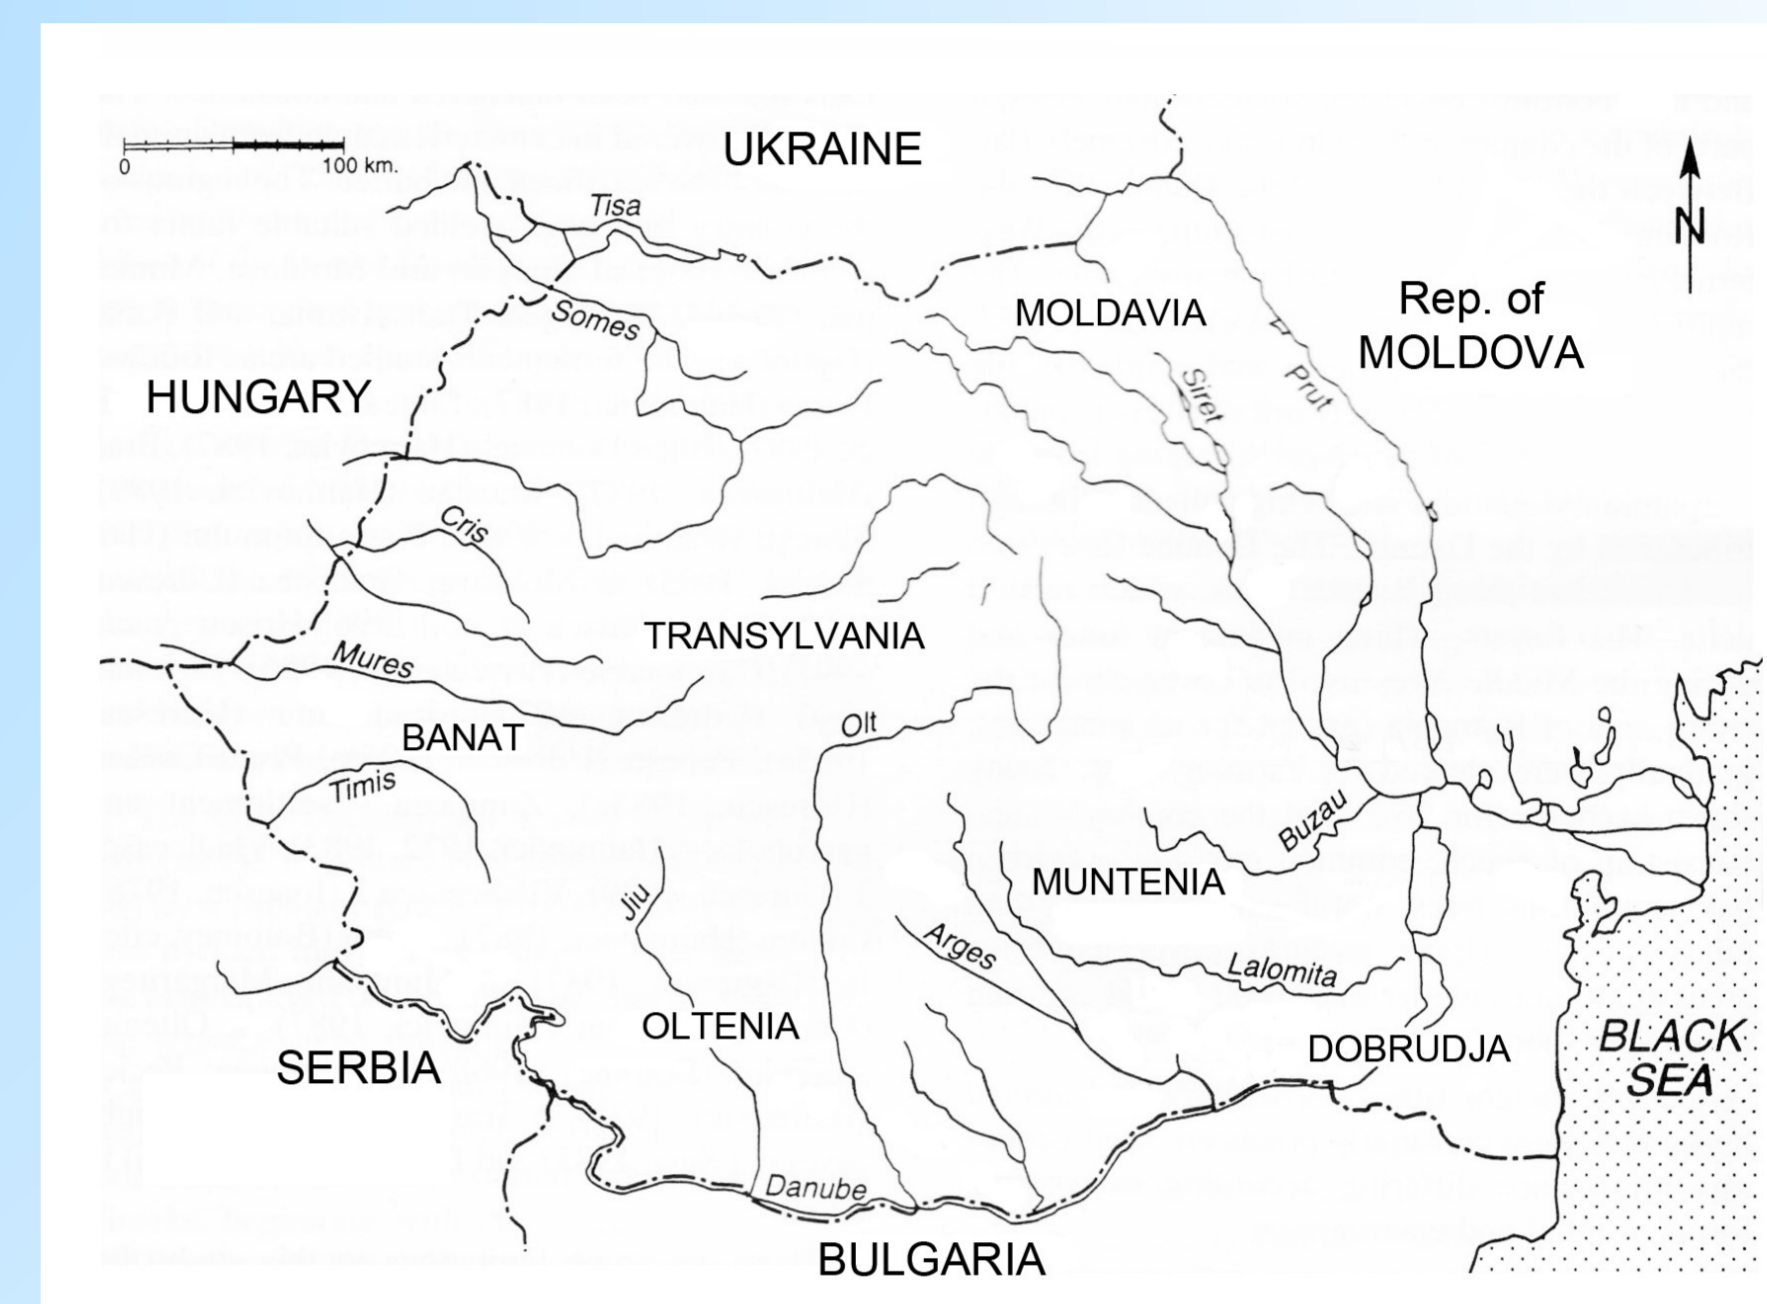 UKRAINE
0
100 km.
Tisa
N
Somes
MOLDAVIA
Rep. of
MOLDOVA
HUNGARY
Siret
Prut
Cris
TRANSYLVANIA
Mures
Olt
BANAT
Timis
Buzau
MUNTENIA
Jiu
Arges
Lalomita
OLTENIA
DOBRUDJA
BLACK
SEA
SERBIA
Danube
BULGARIA